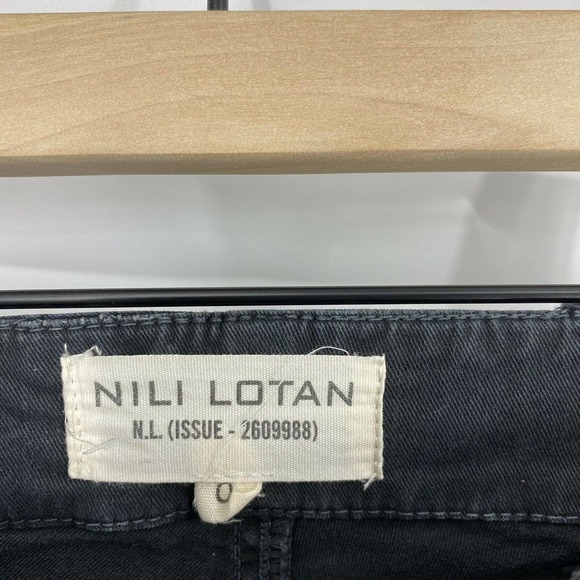 NILI LOTAN
N.L. (ISSUE - 2609988)
0